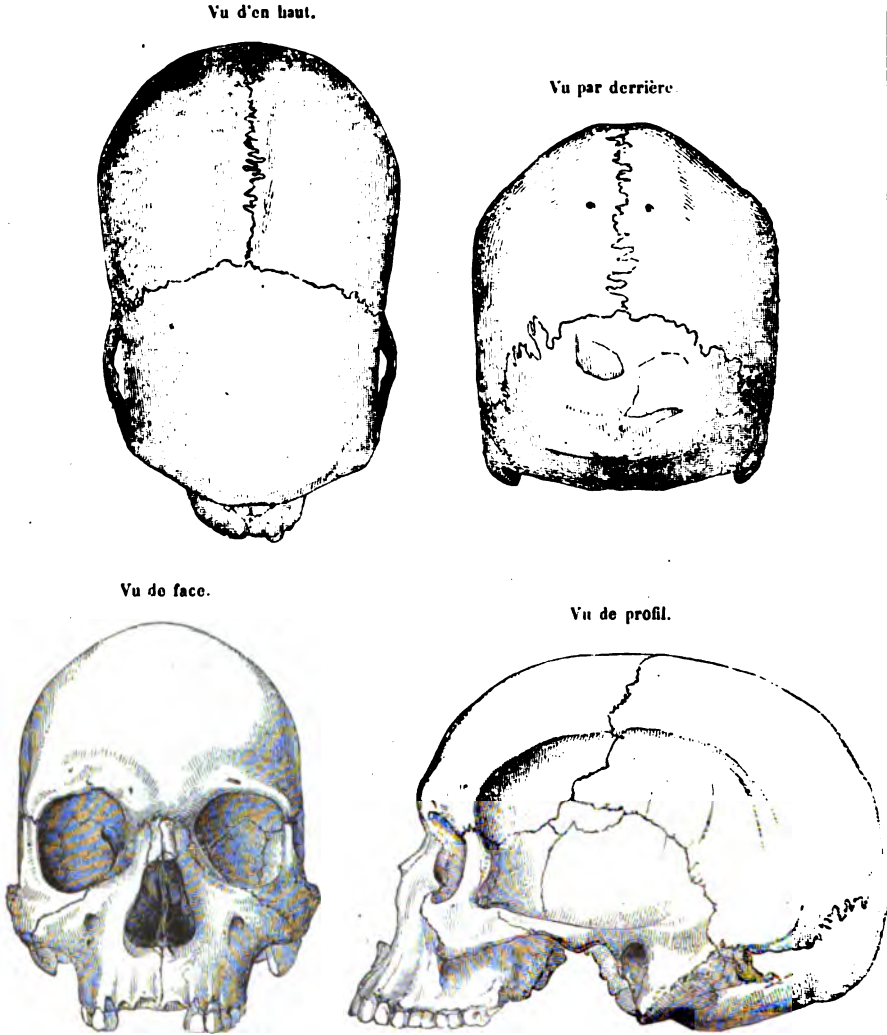 Vu d'en haut.
Vu par derrière.
Vu de face.
Vu de profil.